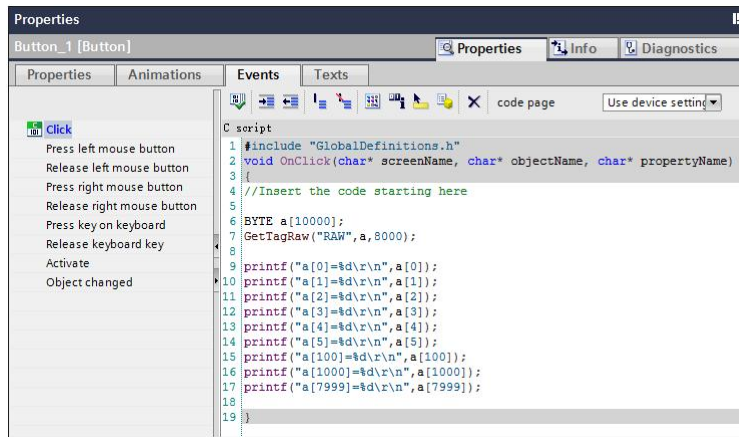 Properties
Button_1 [Button]
Properties
Info
Diagnostics
Properties
Animations
Events
Texts
code page
Use device setting
Click
Press left mouse button
Release left mouse button
Press right mouse button
Release right mouse button
Press key on keyboard
Release keyboard key
Activate
Object changed
C script
1 #include "GlobalDefinitions.h"
2 void OnClick(char* screenName, char* objectName, char* propertyName)
3 {
4 //Insert the code starting here
5
6 BYTE a[10000];
7 GetTagRaw("RAW",a,8000);
8
9 printf("a[0]=%d\r\n",a[0]);
10 printf("a[1]=%d\r\n",a[1]);
11 printf("a[2]=%d\r\n",a[2]);
12 printf("a[3]=%d\r\n",a[3]);
13 printf("a[4]=%d\r\n",a[4]);
14 printf("a[5]=%d\r\n",a[5]);
15 printf("a[100]=%d\r\n",a[100]);
16 printf("a[1000]=%d\r\n",a[1000]);
17 printf("a[7999]=%d\r\n",a[7999]);
18
19 }